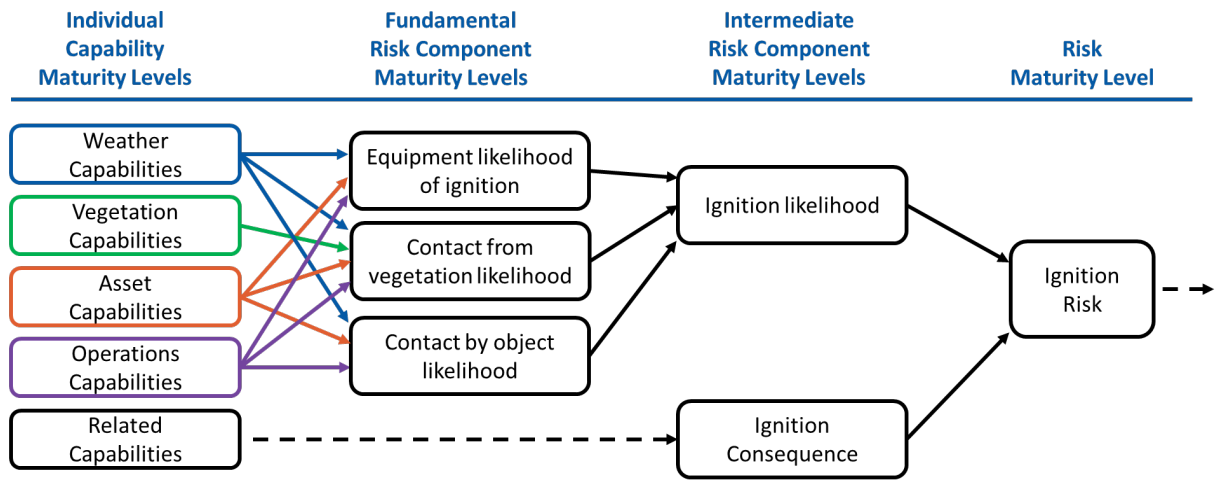 Individual
Capability
Maturity Levels
Fundamental
Risk Component
Maturity Levels
Intermediate
Risk Component
Maturity Levels
Risk
Maturity Level
Weather
Capabilities
Vegetation
Capabilities
Asset
Capabilities
Operations
Capabilities
Related
Capabilities
Equipment likelihood
of ignition
Contact from
vegetation likelihood
Contact by object
likelihood
Ignition likelihood
Ignition
Consequence
Ignition
Risk